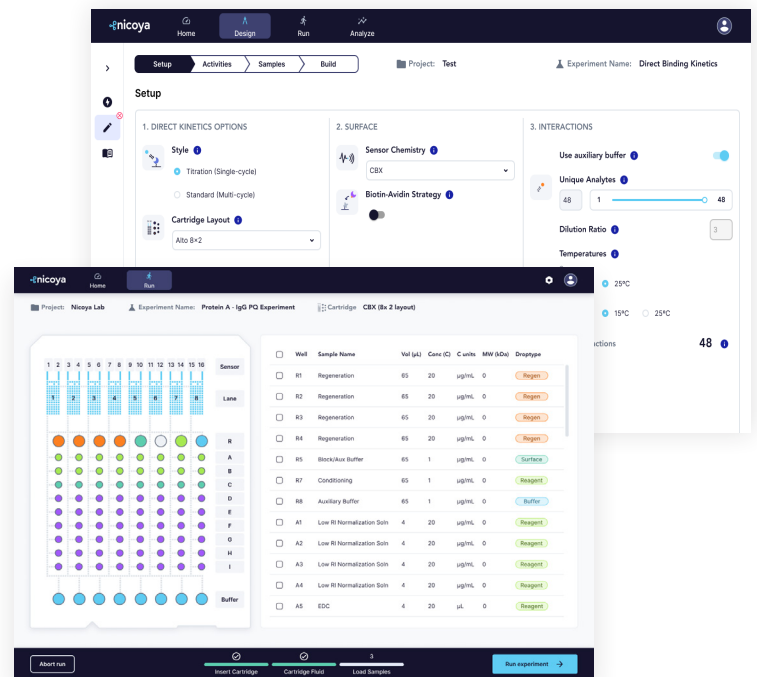 nicoya
Home
Design
Run
Analyze
Setup
Activities
Samples
Build
Project: Test
Experiment Name: Direct Binding Kinetics
Setup
1. DIRECT KINETICS OPTIONS
Style
Titration (Single-cycle)
Standard (Multi-cycle)
Cartridge Layout
Alto 8×2
2. SURFACE
Sensor Chemistry
CBX
Biotin-Avidin Strategy
3. INTERACTIONS
Use auxiliary buffer
Unique Analytes
48 1 48
Dilution Ratio 3
Temperatures
25°C
15°C 25°C
48
nicoya
Home
Run
Project: Nicoya Lab
Experiment Name: Protein A - IgG PQ Experiment
Cartridge CBX (8x 2 layout)
1 2 3 4 5 6 7 8 9 10 11 12 13 14 15 16 Sensor
1 2 3 4 5 6 7 8 Lane
R
A
B
C
D
E
F
G
H
I
Buffer
Well Sample Name Vol (µL) Conc (C) C units MW (kDa) Droptype
R1 Regeneration 65 20 µg/mL 0 Regen
R2 Regeneration 65 20 µg/mL 0 Regen
R3 Regeneration 65 20 µg/mL 0 Regen
R4 Regeneration 65 20 µg/mL 0 Regen
R5 Block/Aux Buffer 65 1 µg/mL 0 Surface
R7 Conditioning 65 1 µg/mL 0 Reagent
R8 Auxiliary Buffer 65 1 µg/mL 0 Buffer
A1 Low RI Normalization Soln 4 20 µg/mL 0 Reagent
A2 Low RI Normalization Soln 4 20 µg/mL 0 Reagent
A3 Low RI Normalization Soln 4 20 µg/mL 0 Reagent
A4 Low RI Normalization Soln 4 20 µg/mL 0 Reagent
A5 EDC 4 20 µL 0 Reagent
Abort run
Insert Cartridge
Cartridge Fluid
3
Load Samples
Run experiment